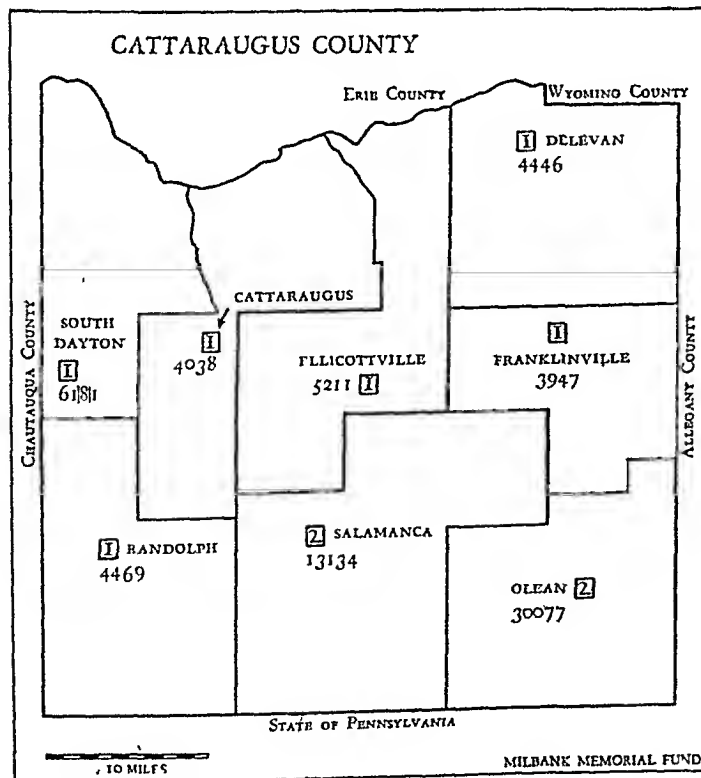 CATTARAUGUS COUNTY
ERIE COUNTY
WYOMING COUNTY
1 DELEVAN
4446
CATTARAUGUS
1
4038
SOUTH
DAYTON
1
CHAUTAUQUA COUNTY
ELLICOTTVILLE
5211 1
1
FRANKLINVILLE
3947
ALLEGANY COUNTY
1 RANDOLPH
4469
2 SALAMANCA
13134
OLEAN 2
30077
STATE OF PENNSYLVANIA
10 MILES
MILBANK MEMORIAL FUND